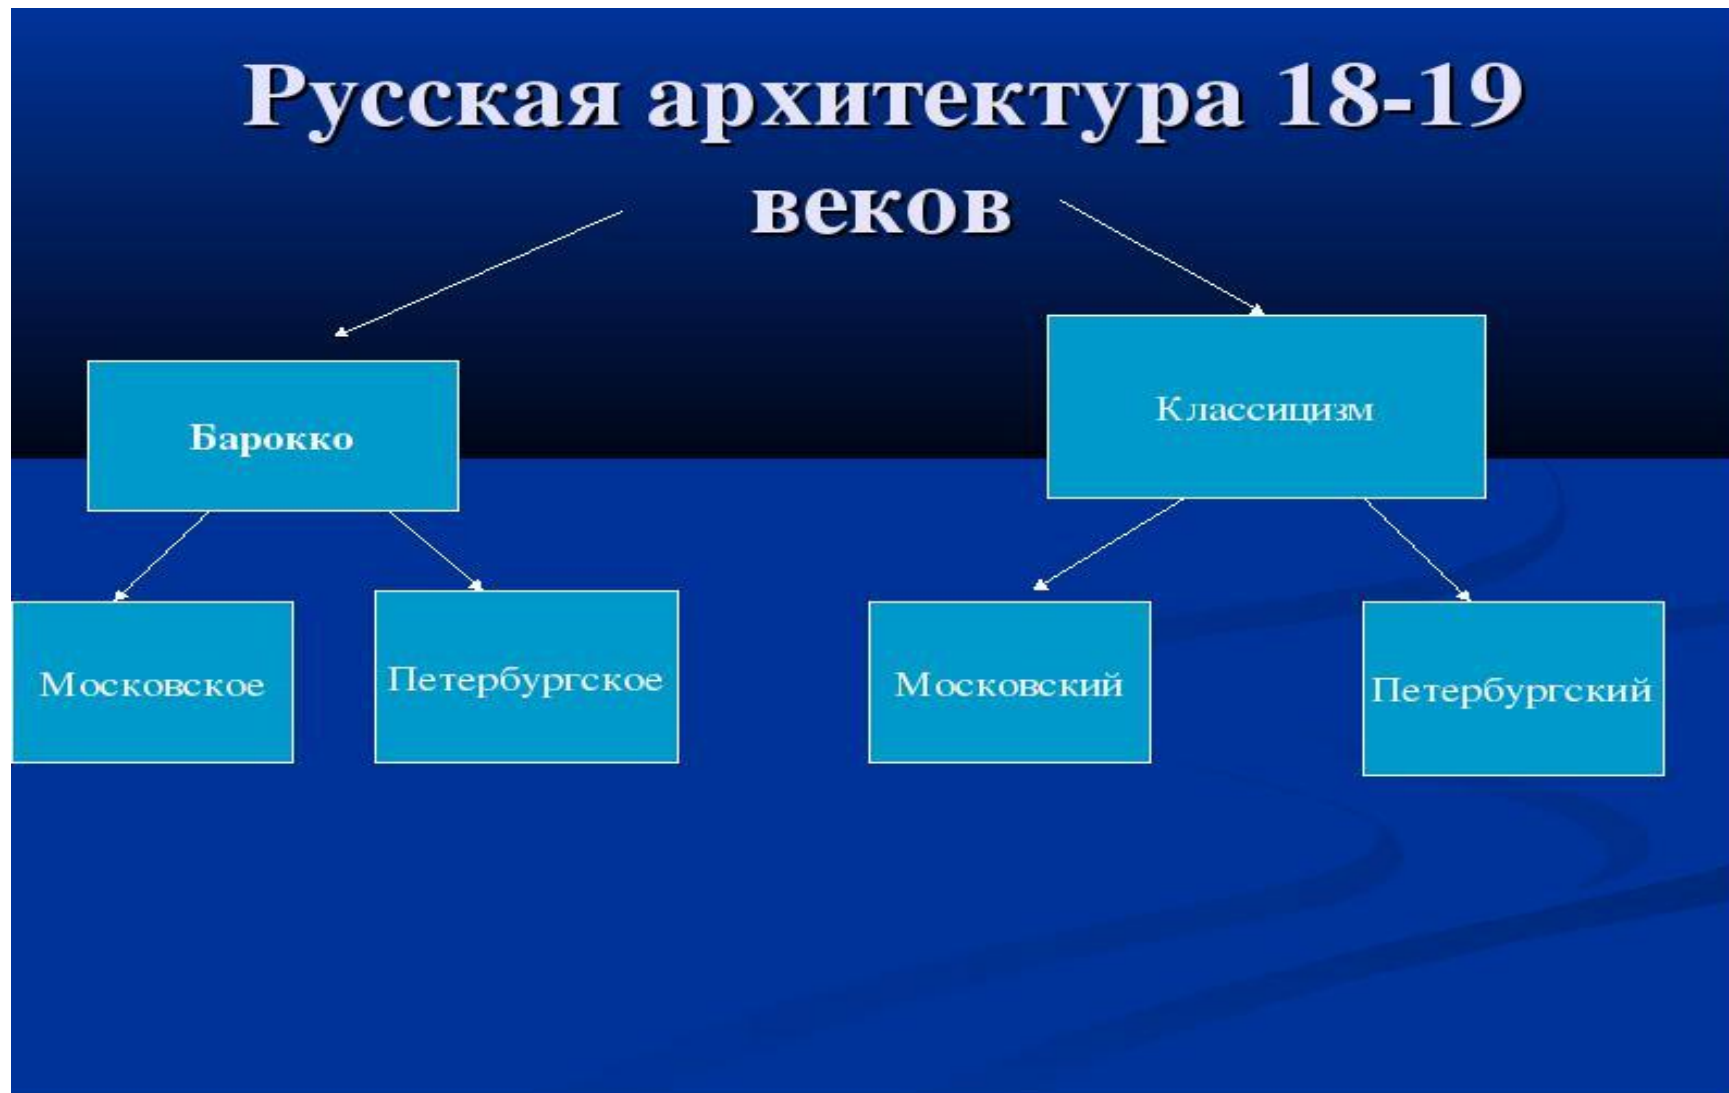 Русская архитектура 18-19
веков
Барокко
Классицизм
Московское
Петербургское
Московский
Петербургский